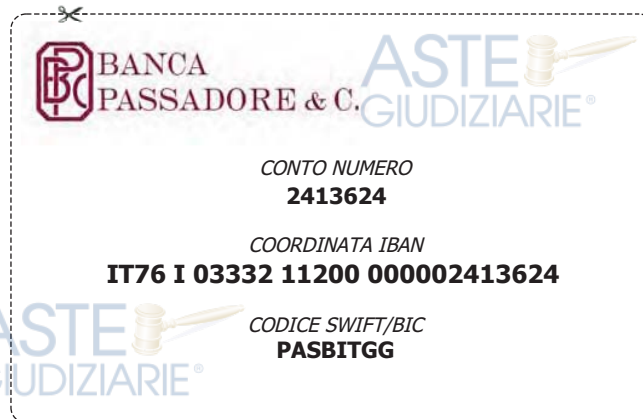 BANCA
PASSADORE & C.
ASTE
GIUDIZIARIE®
CONTO NUMERO
2413624
COORDINATA IBAN
IT76 I 03332 11200 000002413624
CODICE SWIFT/BIC
PASBITGG
ASTE
GIUDIZIARIE®